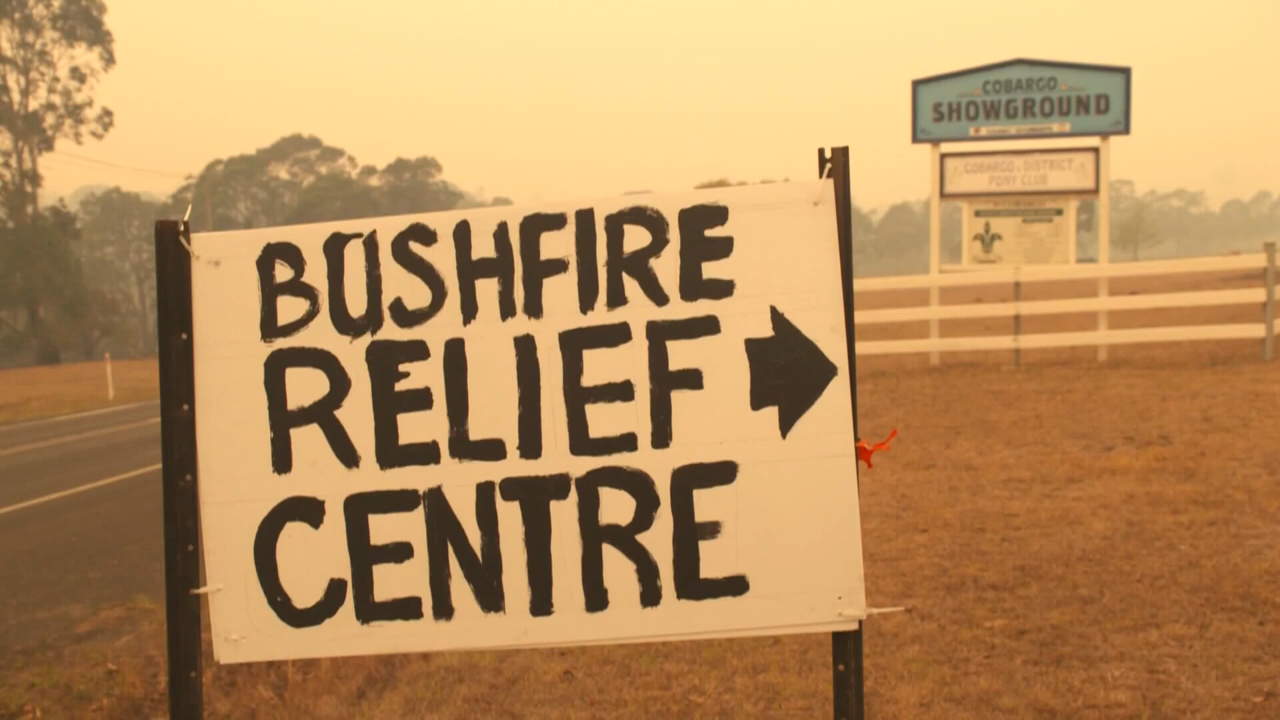 BUSHFIRE
RELIEF
CENTRE
COBARGO
SHOWGROUND
COBARGO & DISTRICT
PONY CLUB